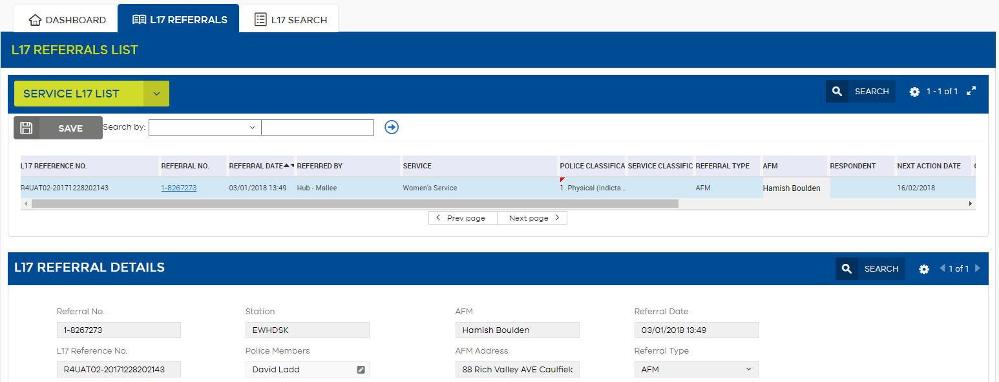 DASHBOARD L17 REFERRALS L17 SEARCH
L17 REFERRALS LIST
SERVICE L17 LIST SEARCH 1 - 1 of 1
SAVE Search by:
L17 REFERENCE NO. REFERRAL NO. REFERRAL DATE REFERRED BY SERVICE POLICE CLASSIFICA SERVICE CLASSIFIC REFERRAL TYPE AFM RESPONDENT NEXT ACTION DATE
R4UAT02-20171228202143 1-8267273 03/01/2018 13:49 Hub - Mallee Women's Service 1. Physical (Indicta... AFM Hamish Boulden 16/02/2018
Prev page Next page
L17 REFERRAL DETAILS SEARCH 1 of 1
Referral No. Station AFM Referral Date
1-8267273 EWHDSK Hamish Boulden 03/01/2018 13:49
L17 Reference No. Police Members AFM Address Referral Type
R4UAT02-20171228202143 David Ladd 88 Rich Valley AVE Caulfield AFM